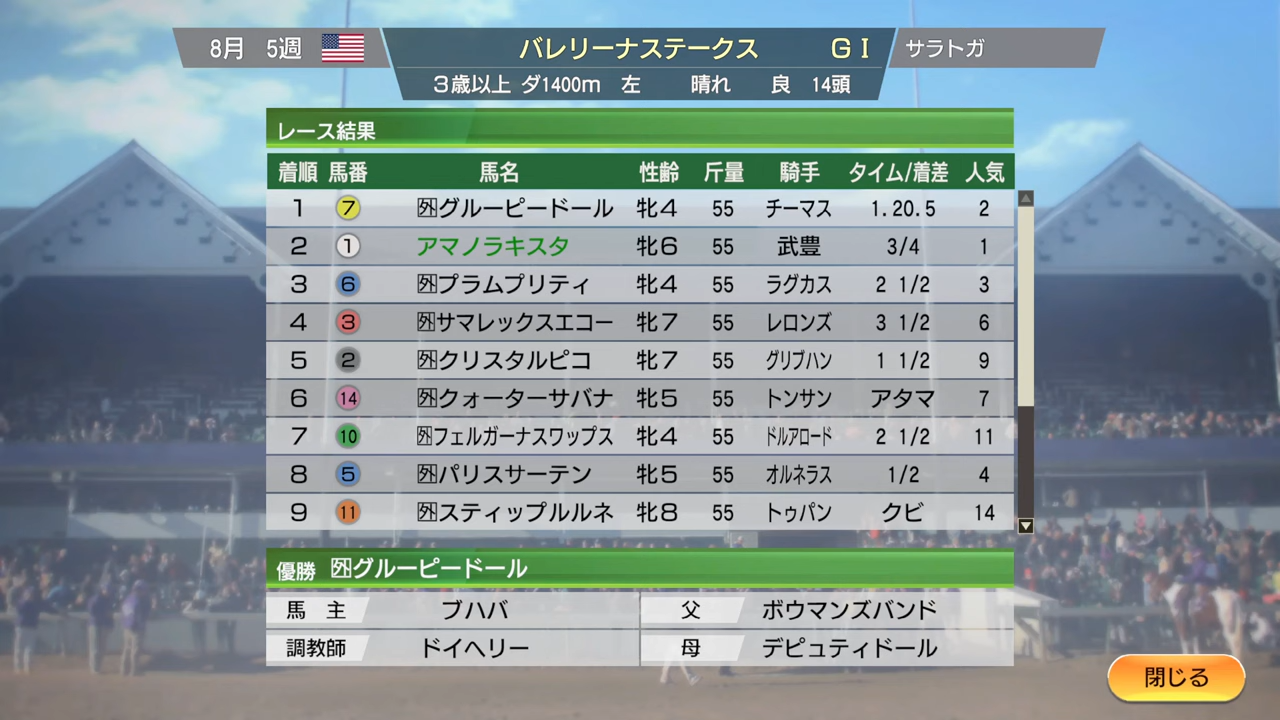 8月 5週 バレリーナステークス GⅠ サラトガ
3歳以上 ダ1400m 左 晴れ 良 14頭
レース結果
着順 馬番 馬名 性齢 斤量 騎手 タイム/着差 人気
1 7 外グルーピードール 牝4 55 チーマス 1.20.5 2
2 1 アマノラキスタ 牝6 55 武豊 3/4 1
3 6 外プラムプリティ 牝4 55 ラグカス 2 1/2 3
4 3 外サマレックスエコー 牝7 55 レロンズ 3 1/2 6
5 2 外クリスタルピコ 牝7 55 グリブハン 1 1/2 9
6 14 外クォーターサバナ 牝5 55 トンサン アタマ 7
7 10 外フェルガーナスワップス 牝4 55 ドルアロード 2 1/2 11
8 5 外パリスサーテン 牝5 55 オルネラス 1/2 4
9 11 外スティップルルネ 牝8 55 トゥパン クビ 14
優勝 外グルーピードール
馬主 ブハバ 父 ボウマンズバンド
調教師 ドイヘリー 母 デピュティドール
閉じる